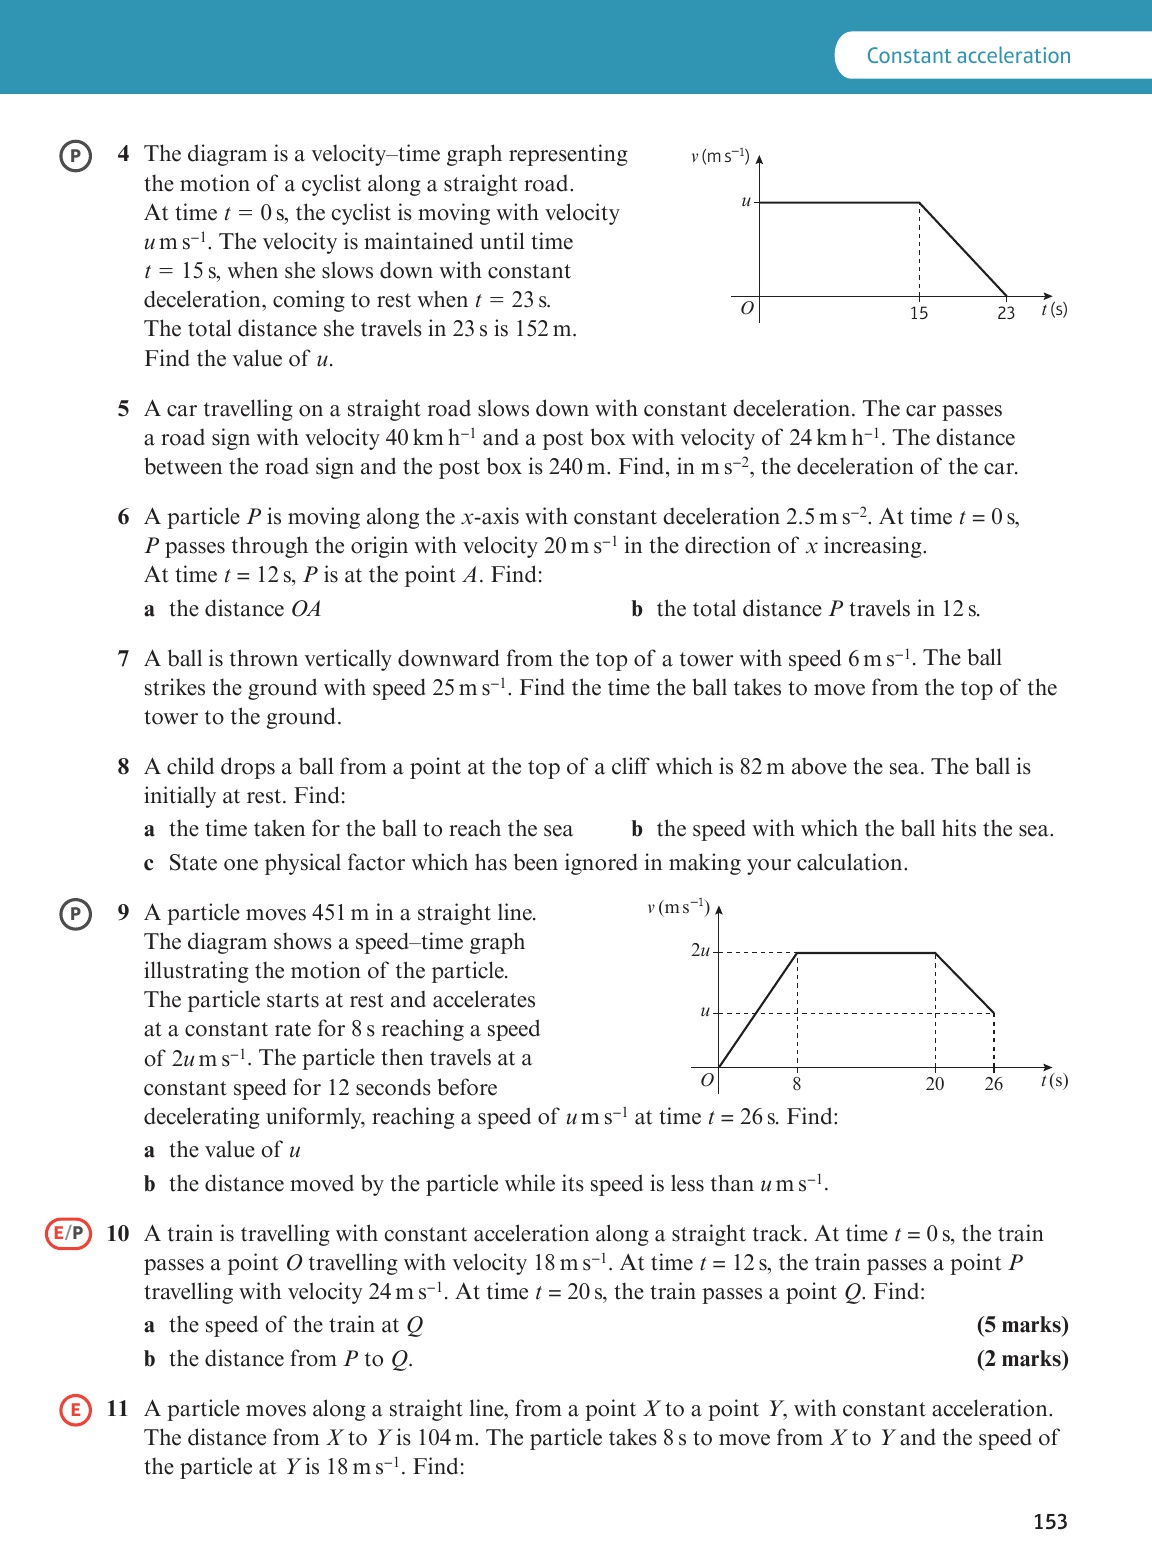 Constant acceleration
P 4 The diagram is a velocity–time graph representing
the motion of a cyclist along a straight road.
At time t = 0 s, the cyclist is moving with velocity
u m s⁻¹. The velocity is maintained until time
t = 15 s, when she slows down with constant
deceleration, coming to rest when t = 23 s.
The total distance she travels in 23 s is 152 m.
Find the value of u.
v (m s⁻¹)
u
O 15 23 t (s)
5 A car travelling on a straight road slows down with constant deceleration. The car passes
a road sign with velocity 40 km h⁻¹ and a post box with velocity of 24 km h⁻¹. The distance
between the road sign and the post box is 240 m. Find, in m s⁻², the deceleration of the car.
6 A particle P is moving along the x-axis with constant deceleration 2.5 m s⁻². At time t = 0 s,
P passes through the origin with velocity 20 m s⁻¹ in the direction of x increasing.
At time t = 12 s, P is at the point A. Find:
a the distance OA b the total distance P travels in 12 s.
7 A ball is thrown vertically downward from the top of a tower with speed 6 m s⁻¹. The ball
strikes the ground with speed 25 m s⁻¹. Find the time the ball takes to move from the top of the
tower to the ground.
8 A child drops a ball from a point at the top of a cliff which is 82 m above the sea. The ball is
initially at rest. Find:
a the time taken for the ball to reach the sea b the speed with which the ball hits the sea.
c State one physical factor which has been ignored in making your calculation.
P 9 A particle moves 451 m in a straight line.
The diagram shows a speed–time graph
illustrating the motion of the particle.
The particle starts at rest and accelerates
at a constant rate for 8 s reaching a speed
of 2u m s⁻¹. The particle then travels at a
constant speed for 12 seconds before
decelerating uniformly, reaching a speed of u m s⁻¹ at time t = 26 s. Find:
v (m s⁻¹)
2u
u
O 8 20 26 t (s)
a the value of u
b the distance moved by the particle while its speed is less than u m s⁻¹.
E/P 10 A train is travelling with constant acceleration along a straight track. At time t = 0 s, the train
passes a point O travelling with velocity 18 m s⁻¹. At time t = 12 s, the train passes a point P
travelling with velocity 24 m s⁻¹. At time t = 20 s, the train passes a point Q. Find:
a the speed of the train at Q (5 marks)
b the distance from P to Q. (2 marks)
E 11 A particle moves along a straight line, from a point X to a point Y, with constant acceleration.
The distance from X to Y is 104 m. The particle takes 8 s to move from X to Y and the speed of
the particle at Y is 18 m s⁻¹. Find:
153